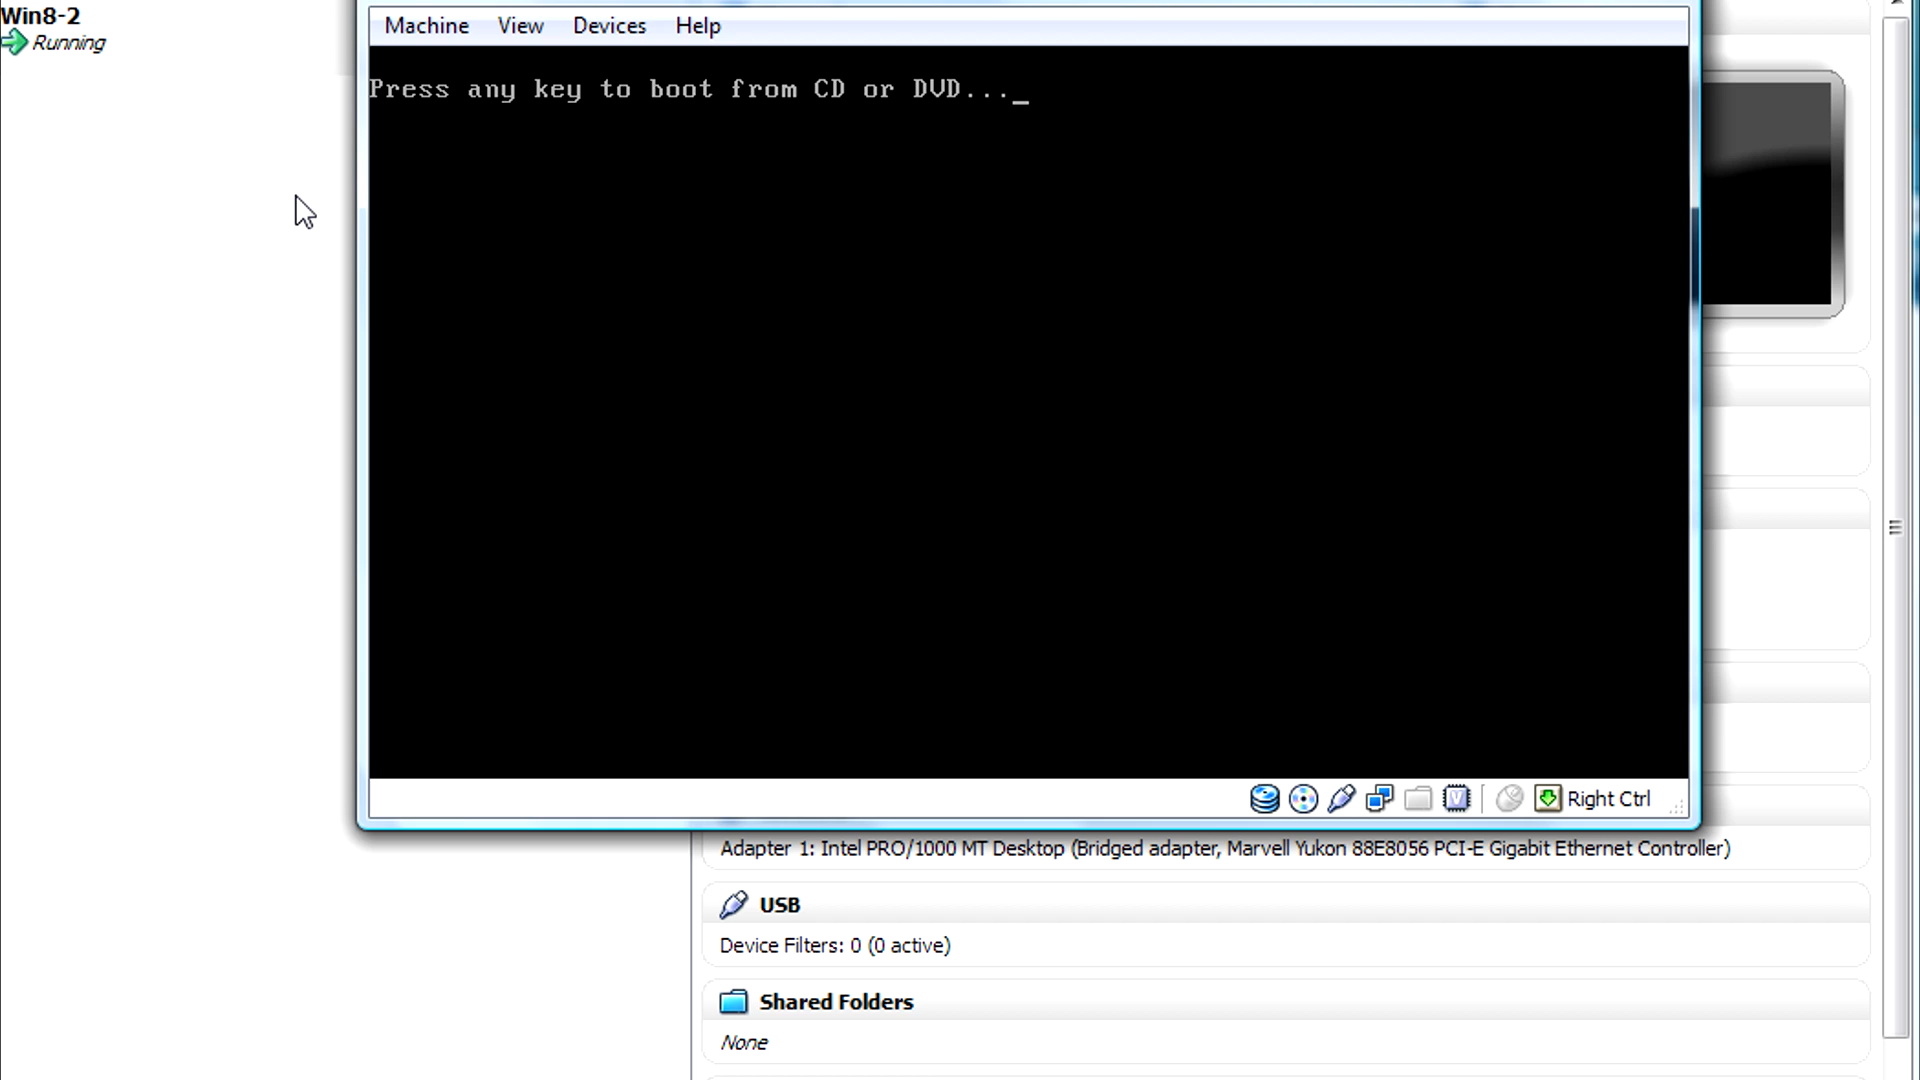 Win8-2
Running
Machine View Devices Help
Press any key to boot from CD or DVD..._
Right Ctrl
Adapter 1: Intel PRO/1000 MT Desktop (Bridged adapter, Marvell Yukon 88E8056 PCI-E Gigabit Ethernet Controller)
USB
Device Filters: 0 (0 active)
Shared Folders
None